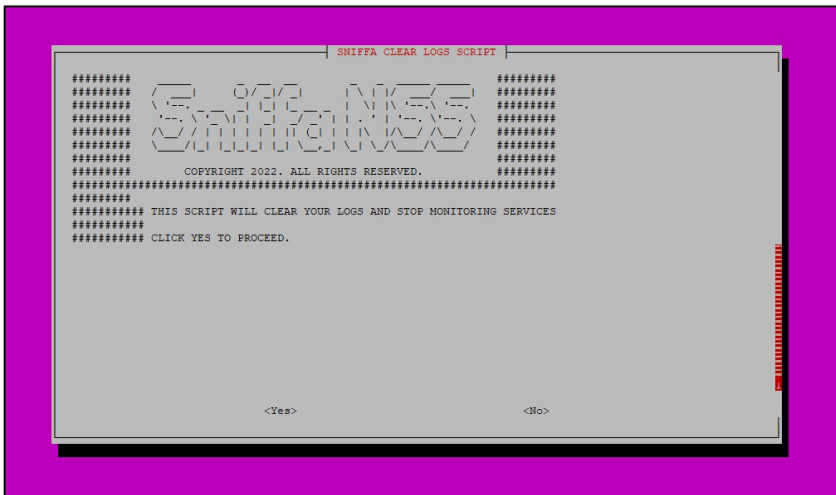 SNIFFA CLEAR LOGS SCRIPT
######### #########
######### SniffaNSS #########
######### COPYRIGHT 2022. ALL RIGHTS RESERVED. #########
#########################################################################
#########
########### THIS SCRIPT WILL CLEAR YOUR LOGS AND STOP MONITORING SERVICES
###########
########### CLICK YES TO PROCEED.
<Yes> <No>